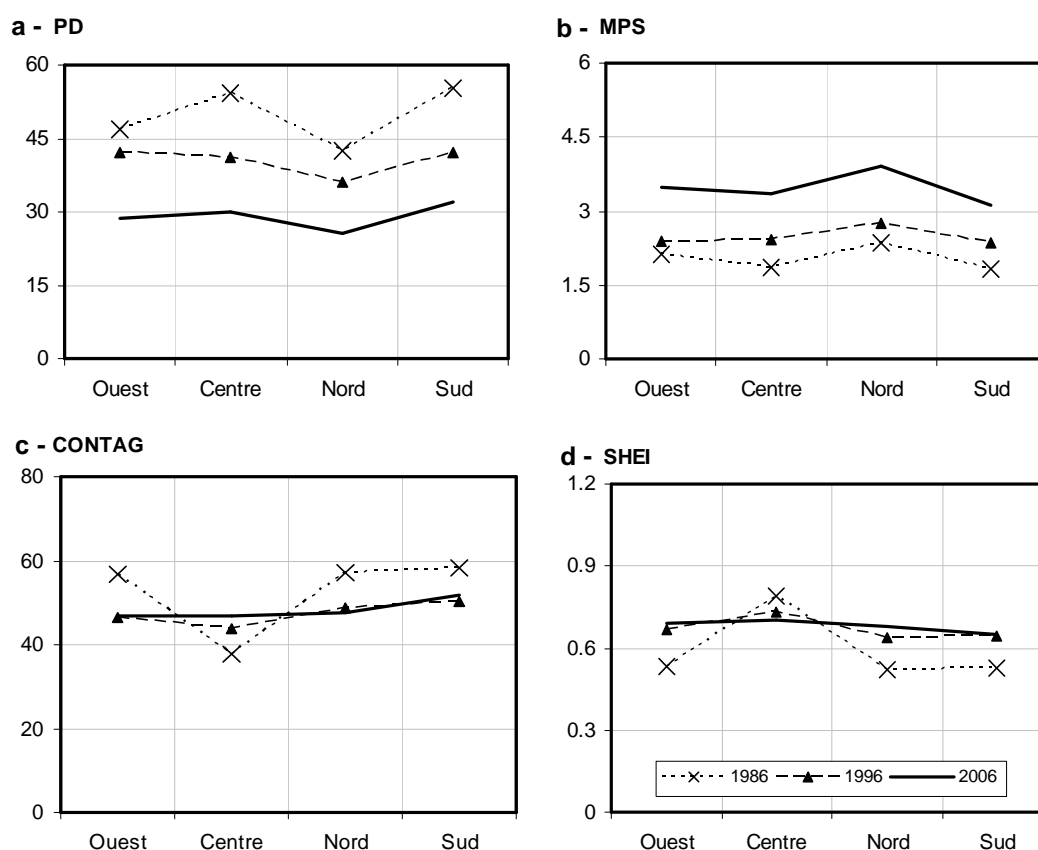 a - PD
60
45
30
15
0
Ouest Centre Nord Sud
b - MPS
6
4.5
3
1.5
0
Ouest Centre Nord Sud
c - CONTAG
80
60
40
20
0
Ouest Centre Nord Sud
d - SHEI
1.2
0.9
0.6
0.3
0
1986 1996 2006
Ouest Centre Nord Sud